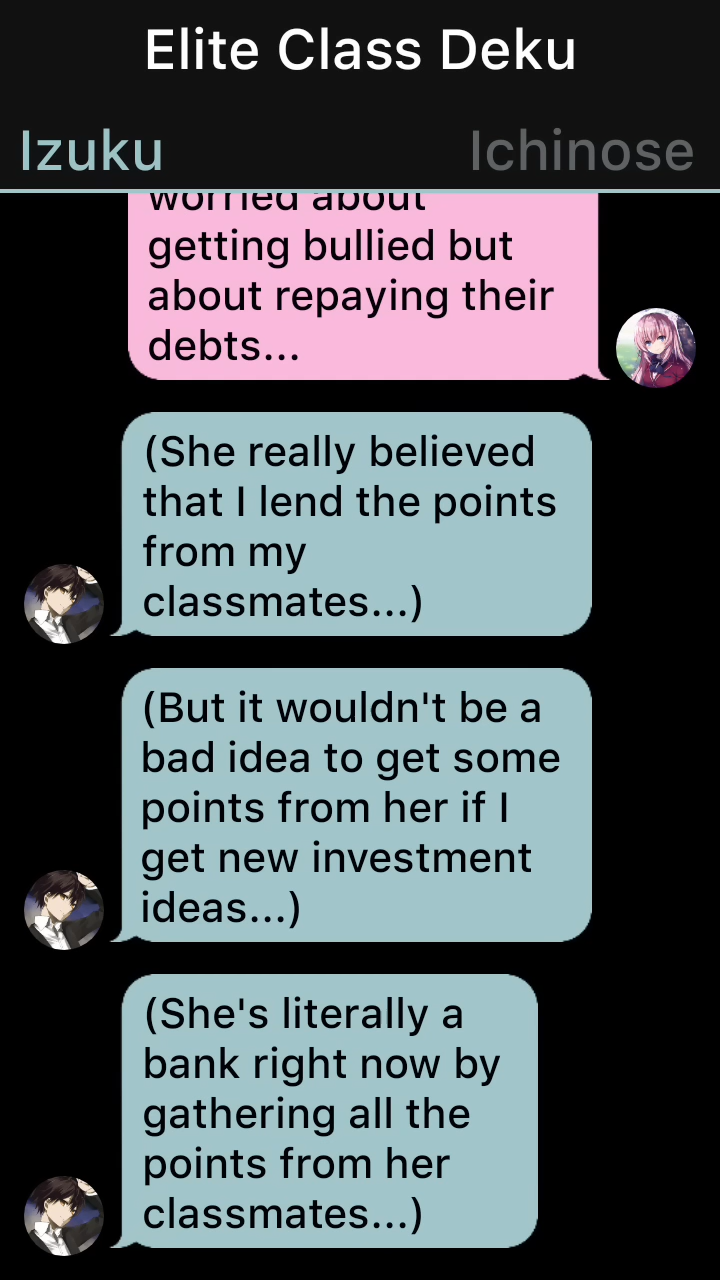 Elite Class Deku
Izuku
Ichinose
worried about
getting bullied but
about repaying their
debts...
(She really believed
that I lend the points
from my
classmates...)
(But it wouldn't be a
bad idea to get some
points from her if I
get new investment
ideas...)
(She's literally a
bank right now by
gathering all the
points from her
classmates...)